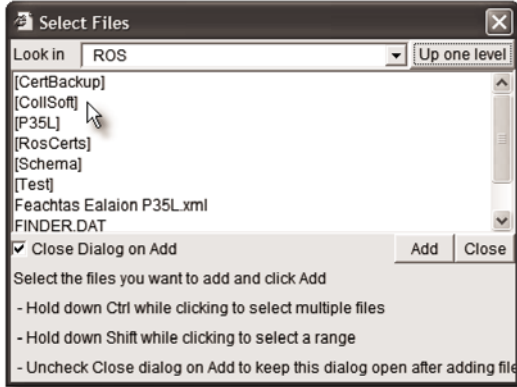 Select Files
Look in ROS Up one level
[CertBackup]
[CollSoft]
[P35L]
[RosCerts]
[Schema]
[Test]
Feachtas Ealaion P35L.xml
FINDER.DAT
Close Dialog on Add Add Close
Select the files you want to add and click Add
- Hold down Ctrl while clicking to select multiple files
- Hold down Shift while clicking to select a range
- Uncheck Close dialog on Add to keep this dialog open after adding file